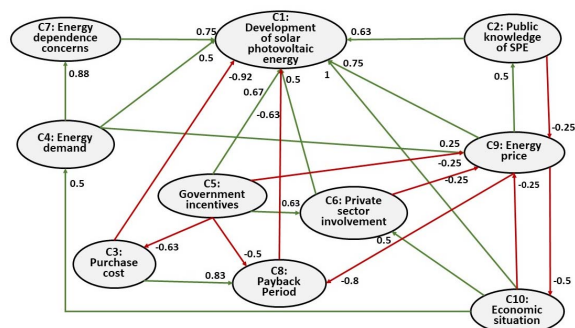 C7: Energy
dependence
concerns
0.75
C1:
Development
of solar
photovoltaic
energy
0.63
C2: Public
knowledge
of SPE
0.88
0.5
-0.92
0.67
-0.63
0.5
1
0.75
0.5
-0.25
C4: Energy
demand
0.25
-0.25
-0.25
C9: Energy
price
-0.25
0.5
C5:
Government
incentives
0.63
C6: Private
sector
involvement
0.5
-0.63
-0.5
-0.8
-0.5
C3:
Purchase
cost
0.83
C8:
Payback
Period
C10:
Economic
situation